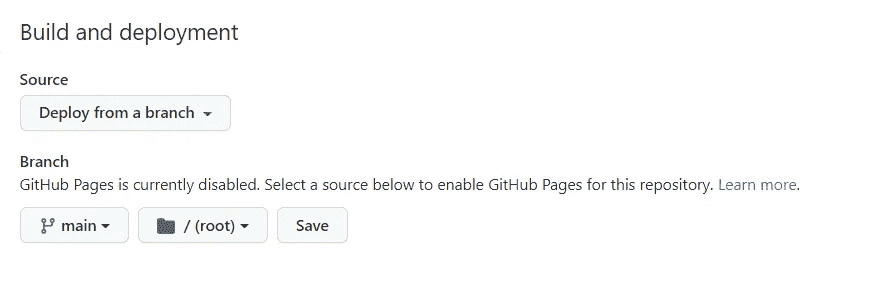 Build and deployment
Source
Deploy from a branch
Branch
GitHub Pages is currently disabled. Select a source below to enable GitHub Pages for this repository. Learn more.
main / (root) Save